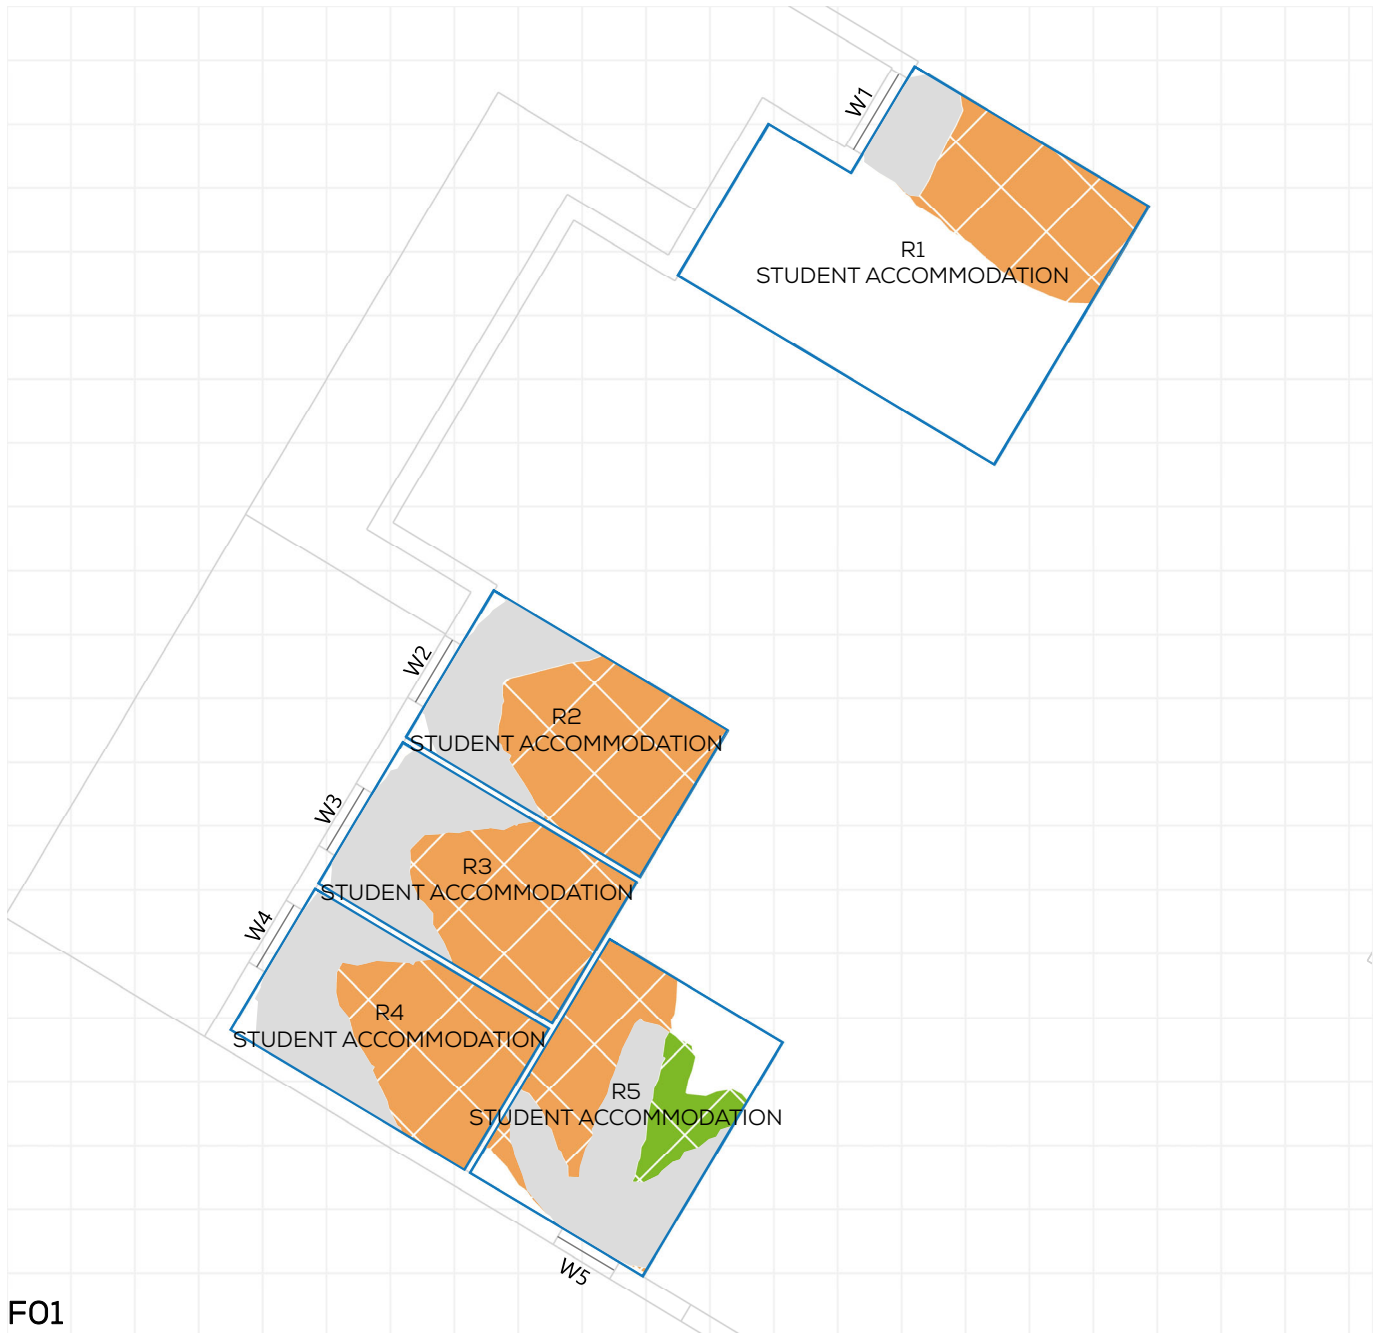 W1
R1
STUDENT ACCOMMODATION
W2
R2
STUDENT ACCOMMODATION
W3
R3
STUDENT ACCOMMODATION
W4
R4
STUDENT ACCOMMODATION
R5
STUDENT ACCOMMODATION
W5
F01